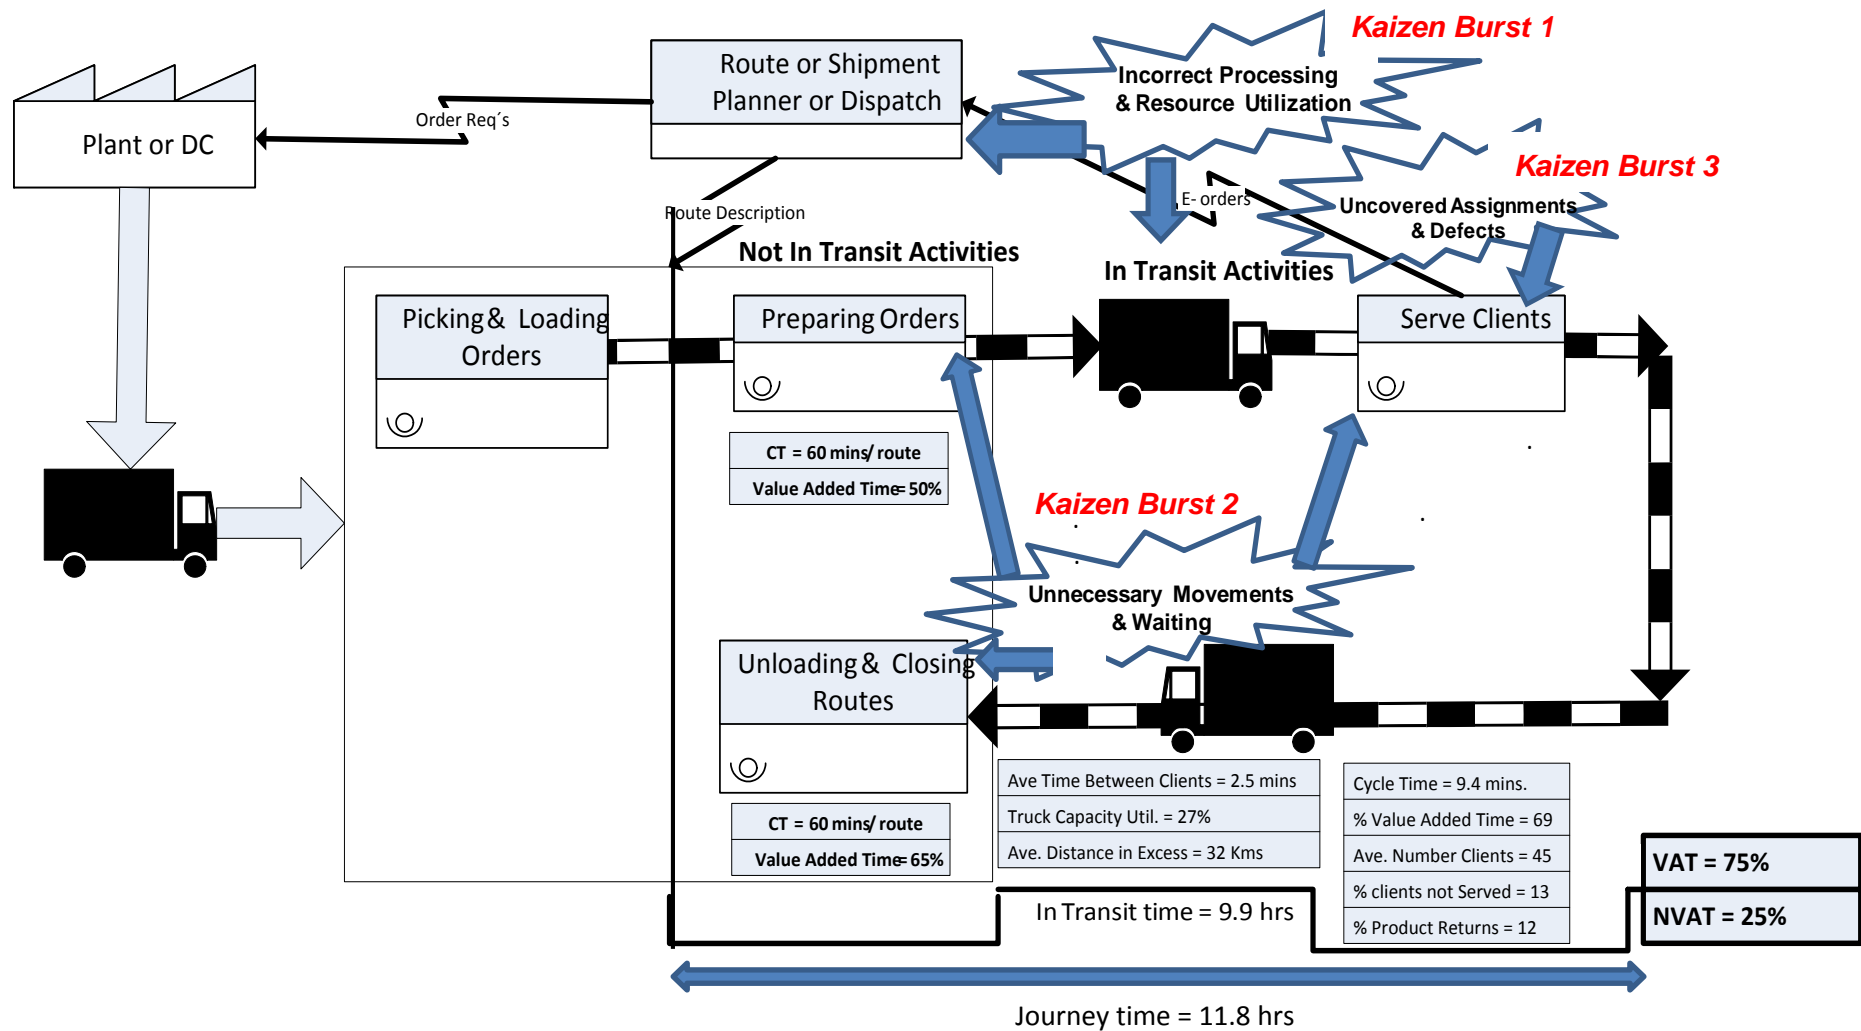 Kaizen Burst 1
Route or Shipment
Planner or Dispatch
Incorrect Processing
& Resource Utilization
Order Req´s
Plant or DC
Kaizen Burst 3
Route Description
E- orders
Uncovered Assignments
& Defects
Not In Transit Activities
In Transit Activities
Picking & Loading
Orders
Preparing Orders
Serve Clients
CT = 60 mins/ route
Value Added Time= 50%
Kaizen Burst 2
Unnecessary Movements
& Waiting
Unloading & Closing
Routes
Ave Time Between Clients = 2.5 mins
Truck Capacity Util. = 27%
Ave. Distance in Excess = 32 Kms
Cycle Time = 9.4 mins.
% Value Added Time = 69
Ave. Number Clients = 45
% clients not Served = 13
% Product Returns = 12
CT = 60 mins/ route
Value Added Time= 65%
VAT = 75%
NVAT = 25%
In Transit time = 9.9 hrs
Journey time = 11.8 hrs